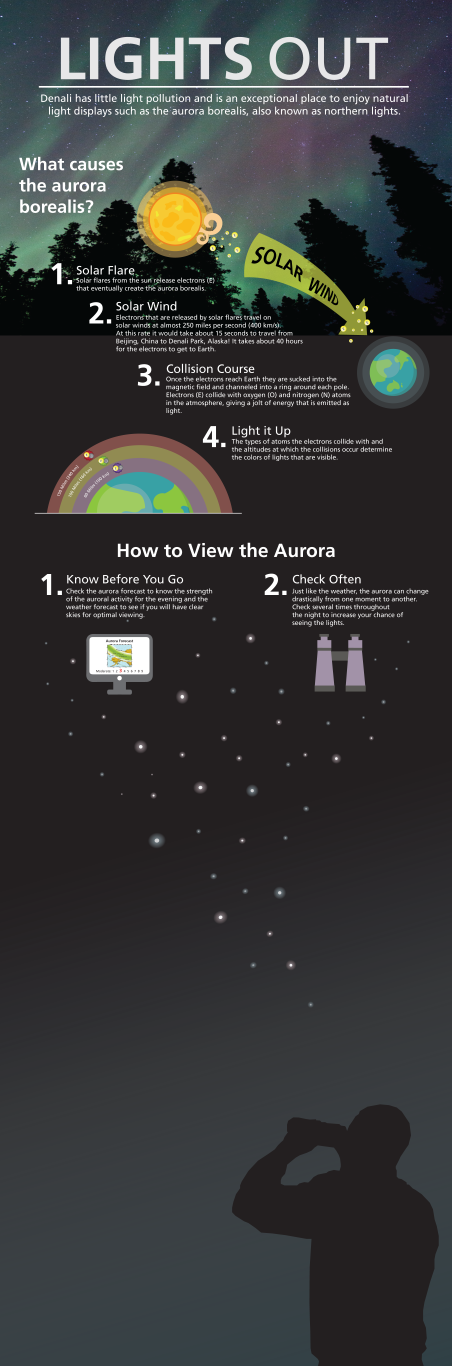 LIGHTS OUT
Denali has little light pollution and is an exceptional place to enjoy natural
light displays such as the aurora borealis, also known as northern lights.
What causes
the aurora
borealis?
1. Solar Flare
Solar flares from the sun release electrons (E)
that eventually create the aurora borealis.
SOLAR WIND
2. Solar Wind
Electrons that are released by solar flares travel on
solar winds at almost 250 miles per second (400 km/s).
At this rate it would take about 15 seconds to travel from
Beijing, China to Denali Park, Alaska! It takes about 40 hours
for the electrons to get to Earth.
3. Collision Course
Once the electrons reach Earth they are sucked into the
magnetic field and channeled into a ring around each pole.
Electrons (E) collide with oxygen (O) and nitrogen (N) atoms
in the atmosphere, giving a jolt of energy that is emitted as
light.
4. Light it Up
The types of atoms the electrons collide with and
the altitudes at which the collisions occur determine
the colors of lights that are visible.
How to View the Aurora
1. Know Before You Go
Check the aurora forecast to know the strength
of the auroral activity for the evening and the
weather forecast to see if you will have clear
skies for optimal viewing.
Aurora Forecast
Moderate 1 2 3 4 5 6 7 8 9
2. Check Often
Just like the weather, the aurora can change
drastically from one moment to another.
Check several times throughout
the night to increase your chance of
seeing the lights.